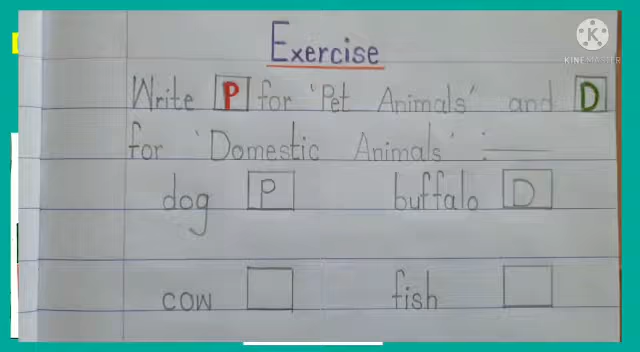 Exercise
Write P for 'Pet Animals' and D
for 'Domestic Animals' :
dog P buffalo D
cow fish
KINEMASTER